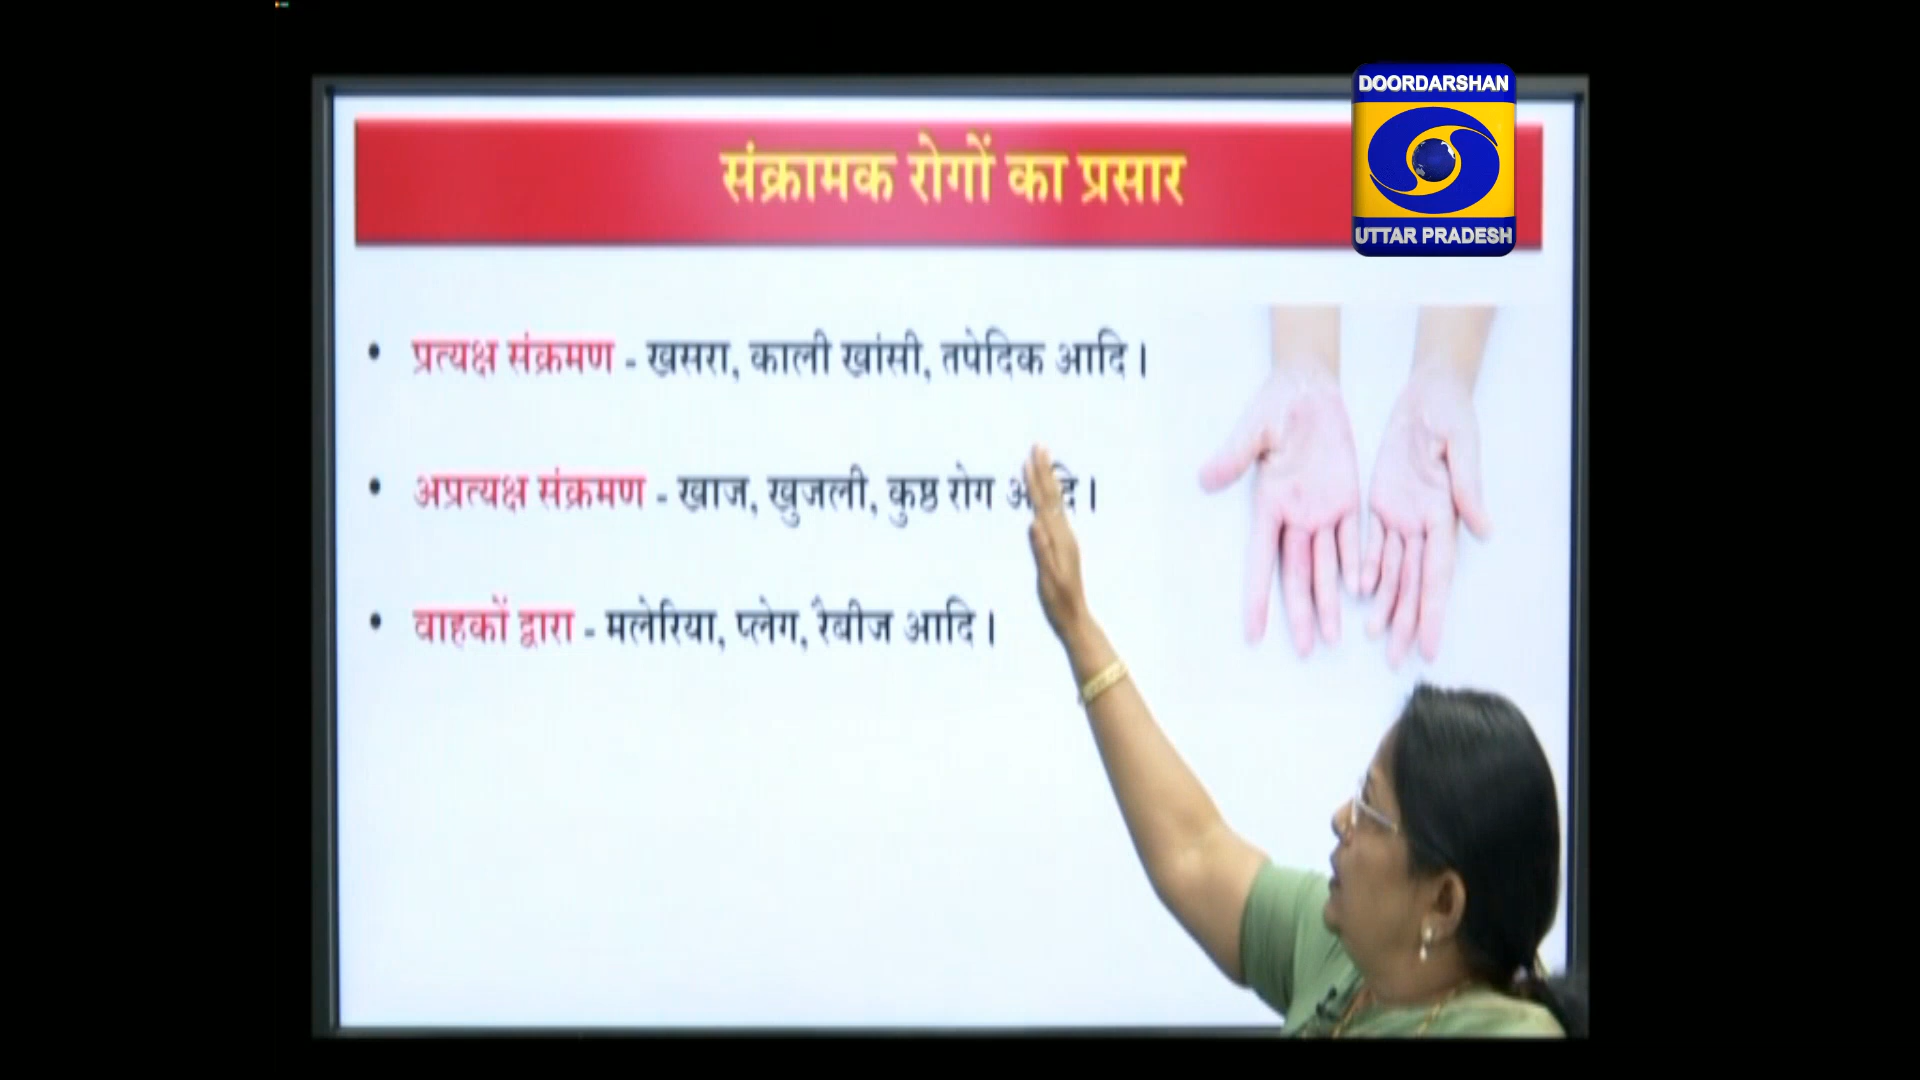 DOORDARSHAN
UTTAR PRADESH
संक्रामक रोगों का प्रसार
• प्रत्यक्ष संक्रमण - खसरा, काली खांसी, तपेदिक आदि।
• अप्रत्यक्ष संक्रमण - खाज, खुजली, कुष्ठ रोग आदि।
• वाहकों द्वारा - मलेरिया, प्लेग, रैबीज आदि।